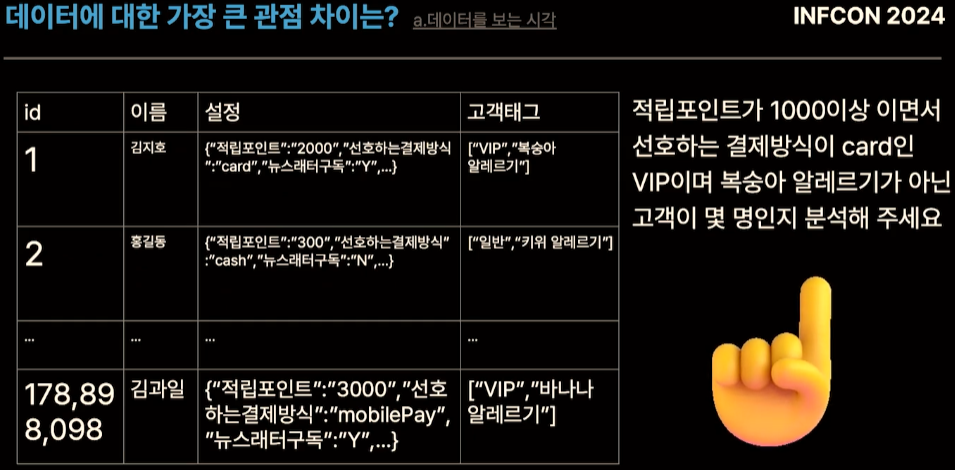 데이터에 대한 가장 큰 관점 차이는? a.데이터를 보는 시각
INFCON 2024
id 이름 설정 고객태그
1 김지호 {“적립포인트”:”2000”,”선호하는결제방식
”:”card”,”뉴스래터구독”:”Y”,...}
[“VIP”,”복숭아
알레르기”]
2 홍길동 {“적립포인트”:”300”,”선호하는결제방식”
:”cash”,”뉴스래터구독”:”N”,...}
[“일반”,”키위 알레르기”]
... ... ... ...
178,89
8,098
김과일
{“적립포인트”:”3000”,”선호
하는결제방식”:”mobilePay”,
”뉴스래터구독”:”Y”,...}
[“VIP”,”바나나
알레르기”]
적립포인트가 1000이상 이면서
선호하는 결제방식이 card인
VIP이며 복숭아 알레르기가 아닌
고객이 몇 명인지 분석해 주세요